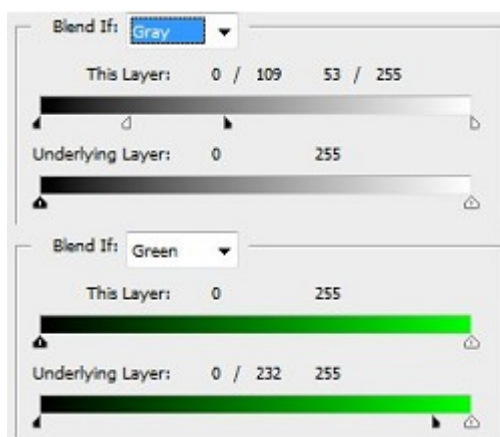 Blend If: Gray
This Layer: 0 / 109 53 / 255
Underlying Layer: 0 255
Blend If: Green
This Layer: 0 255
Underlying Layer: 0 / 232 255